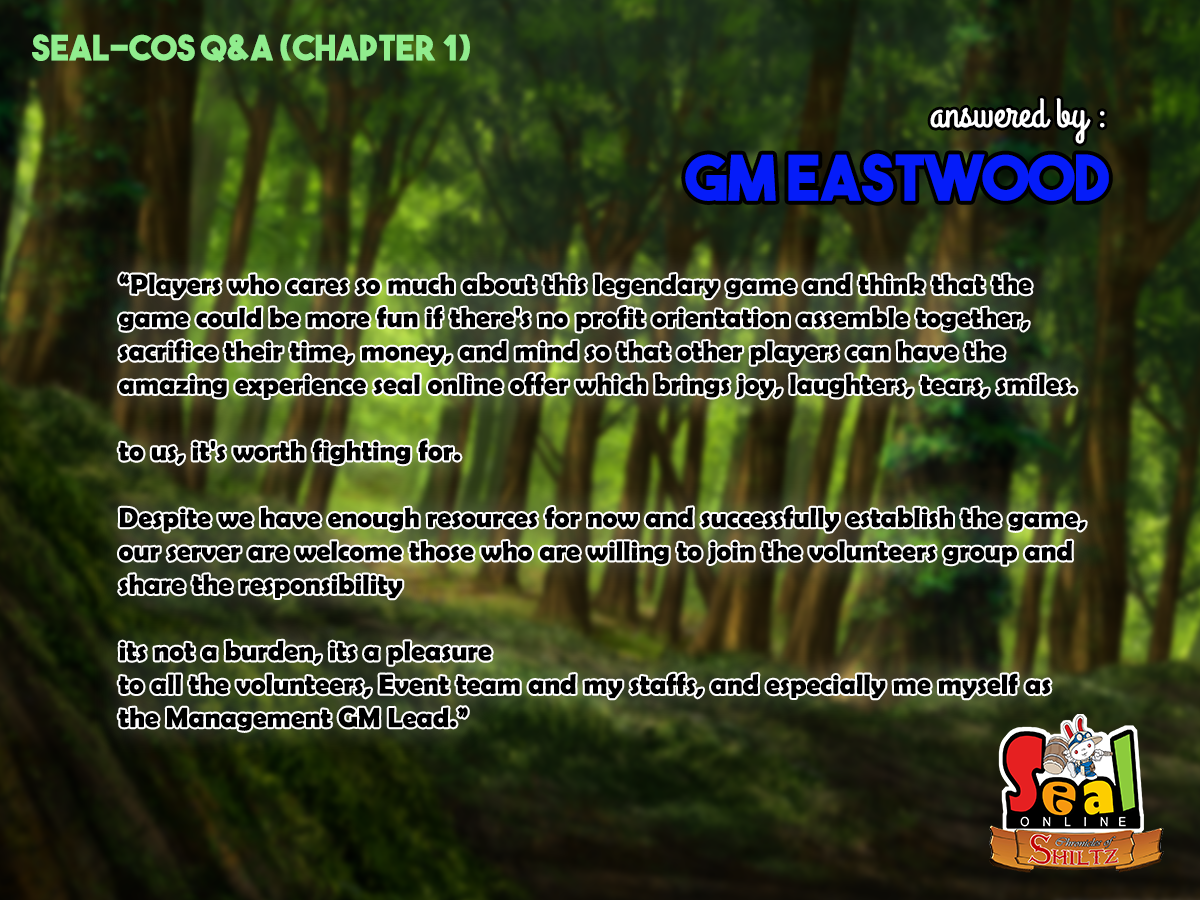 SEAL-COS Q&A (CHAPTER 1)
answered by :
GM EASTWOOD
“Players who cares so much about this legendary game and think that the
game could be more fun if there's no profit orientation assemble together,
sacrifice their time, money, and mind so that other players can have the
amazing experience seal online offer which brings joy, laughters, tears, smiles.
to us, it's worth fighting for.
Despite we have enough resources for now and successfully establish the game,
our server are welcome those who are willing to join the volunteers group and
share the responsibility
its not a burden, its a pleasure
to all the volunteers, Event team and my staffs, and especially me myself as
the Management GM Lead.”
Seal
ONLINE
Chronicles of
SHILTZ